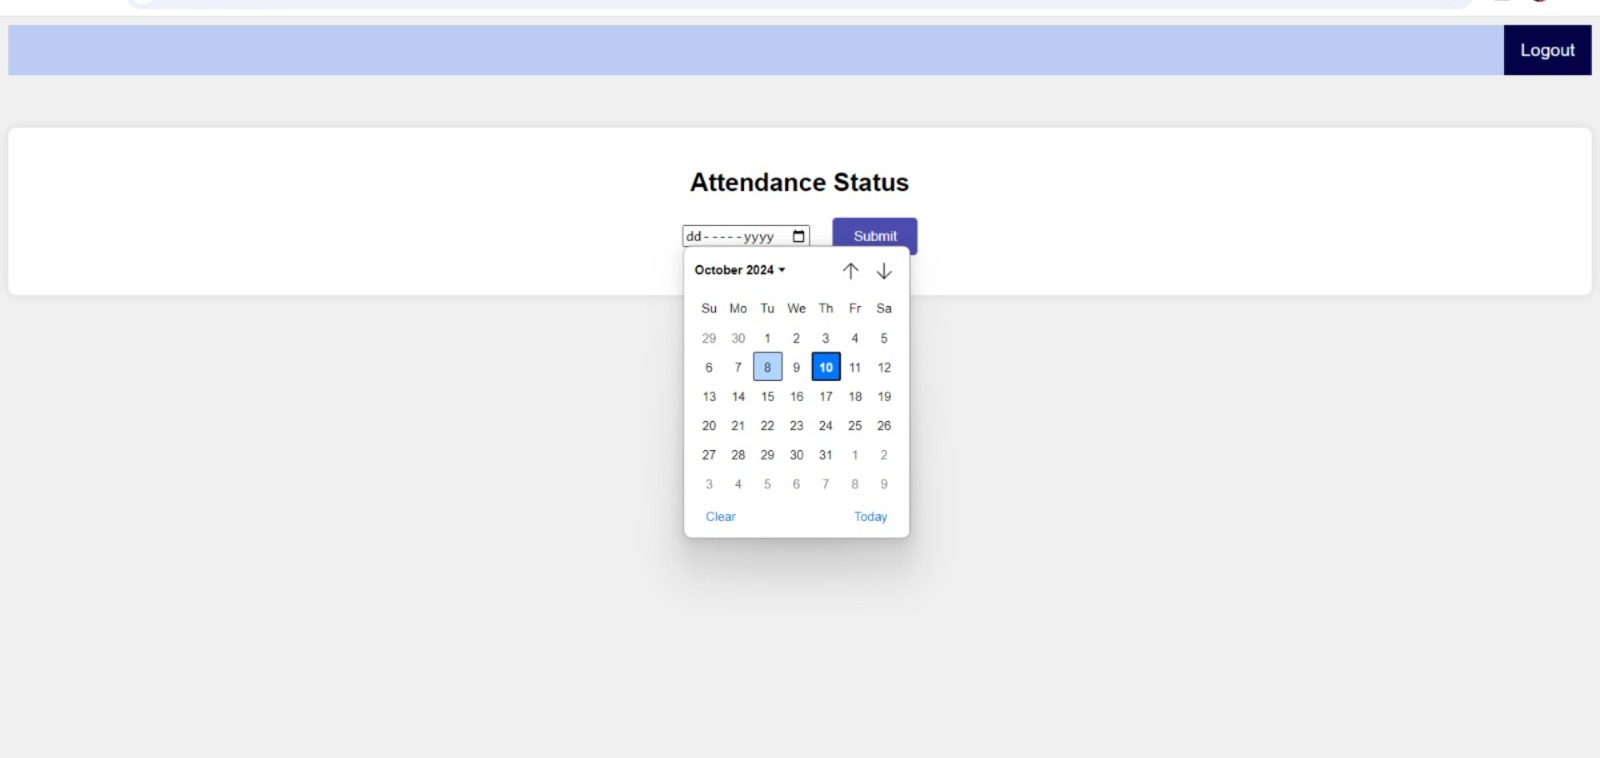 Logout
Attendance Status
dd-----yyyy Submit
October 2024
Su Mo Tu We Th Fr Sa
29 30 1 2 3 4 5
6 7 8 9 10 11 12
13 14 15 16 17 18 19
20 21 22 23 24 25 26
27 28 29 30 31 1 2
3 4 5 6 7 8 9
Clear Today